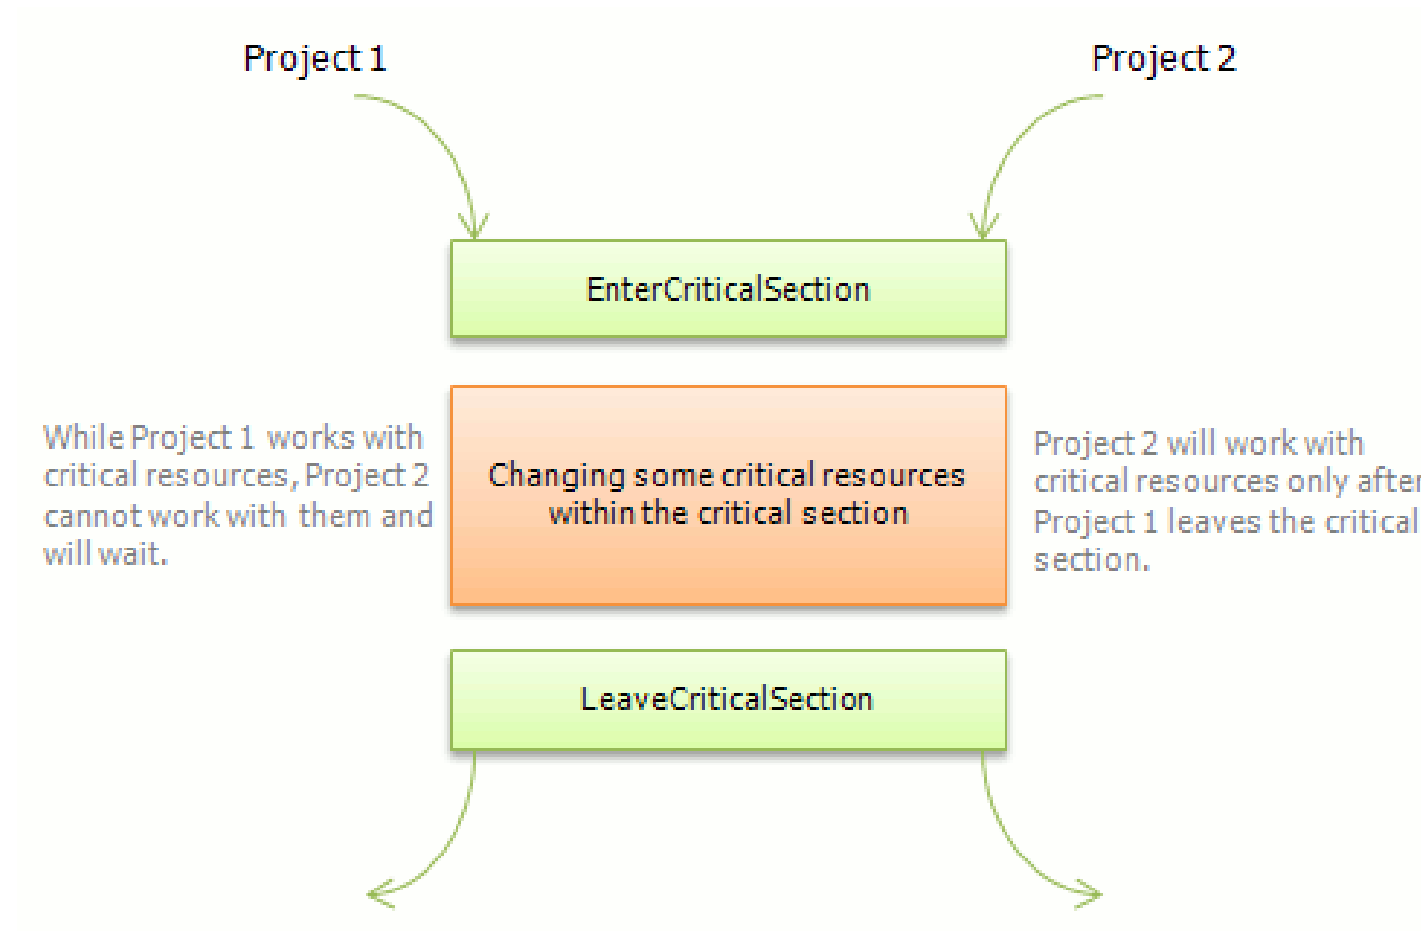 Project 1
Project 2
EnterCriticalSection
While Project 1 works with
critical resources, Project 2
cannot work with them and
will wait.
Changing some critical resources
within the critical section
Project 2 will work with
critical resources only after
Project 1 leaves the critical
section.
LeaveCriticalSection